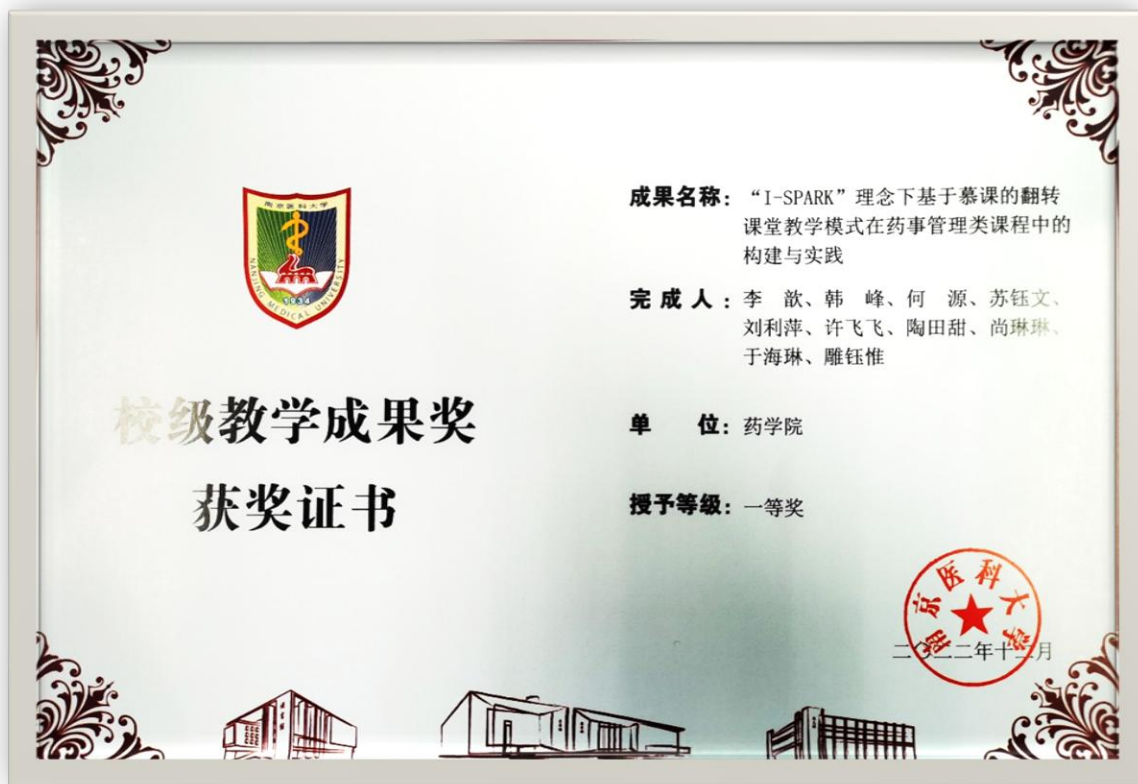 南京医科大学
1934
NANJING MEDICAL UNIVERSITY
校级教学成果奖
获奖证书
成果名称：“I-SPARK”理念下基于慕课的翻转
课堂教学模式在药事管理类课程中的
构建与实践
完成人：李 歆、韩 峰、何 源、苏钰文、
刘利萍、许飞飞、陶田甜、尚琳琳、
于海琳、雕钰惟
单 位：药学院
授予等级：一等奖
南京医科大学
二〇二二年十二月